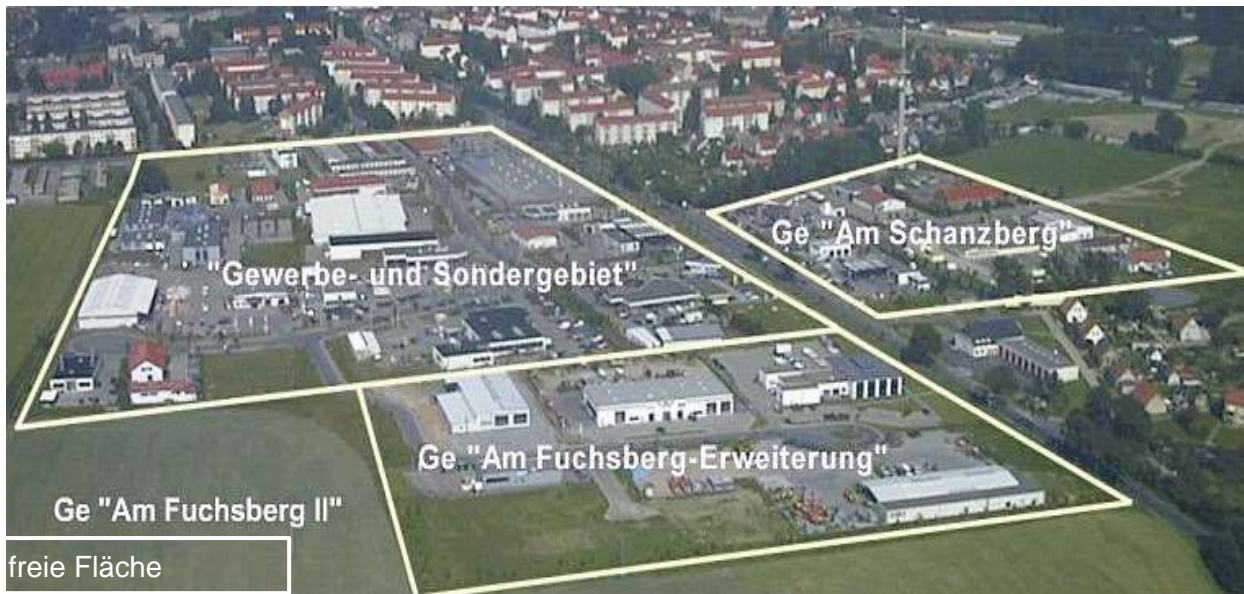 Ge "Am Schanzberg"
"Gewerbe- und Sondergebiet"
Ge "Am Fuchsberg-Erweiterung"
Ge "Am Fuchsberg II"
freie Fläche